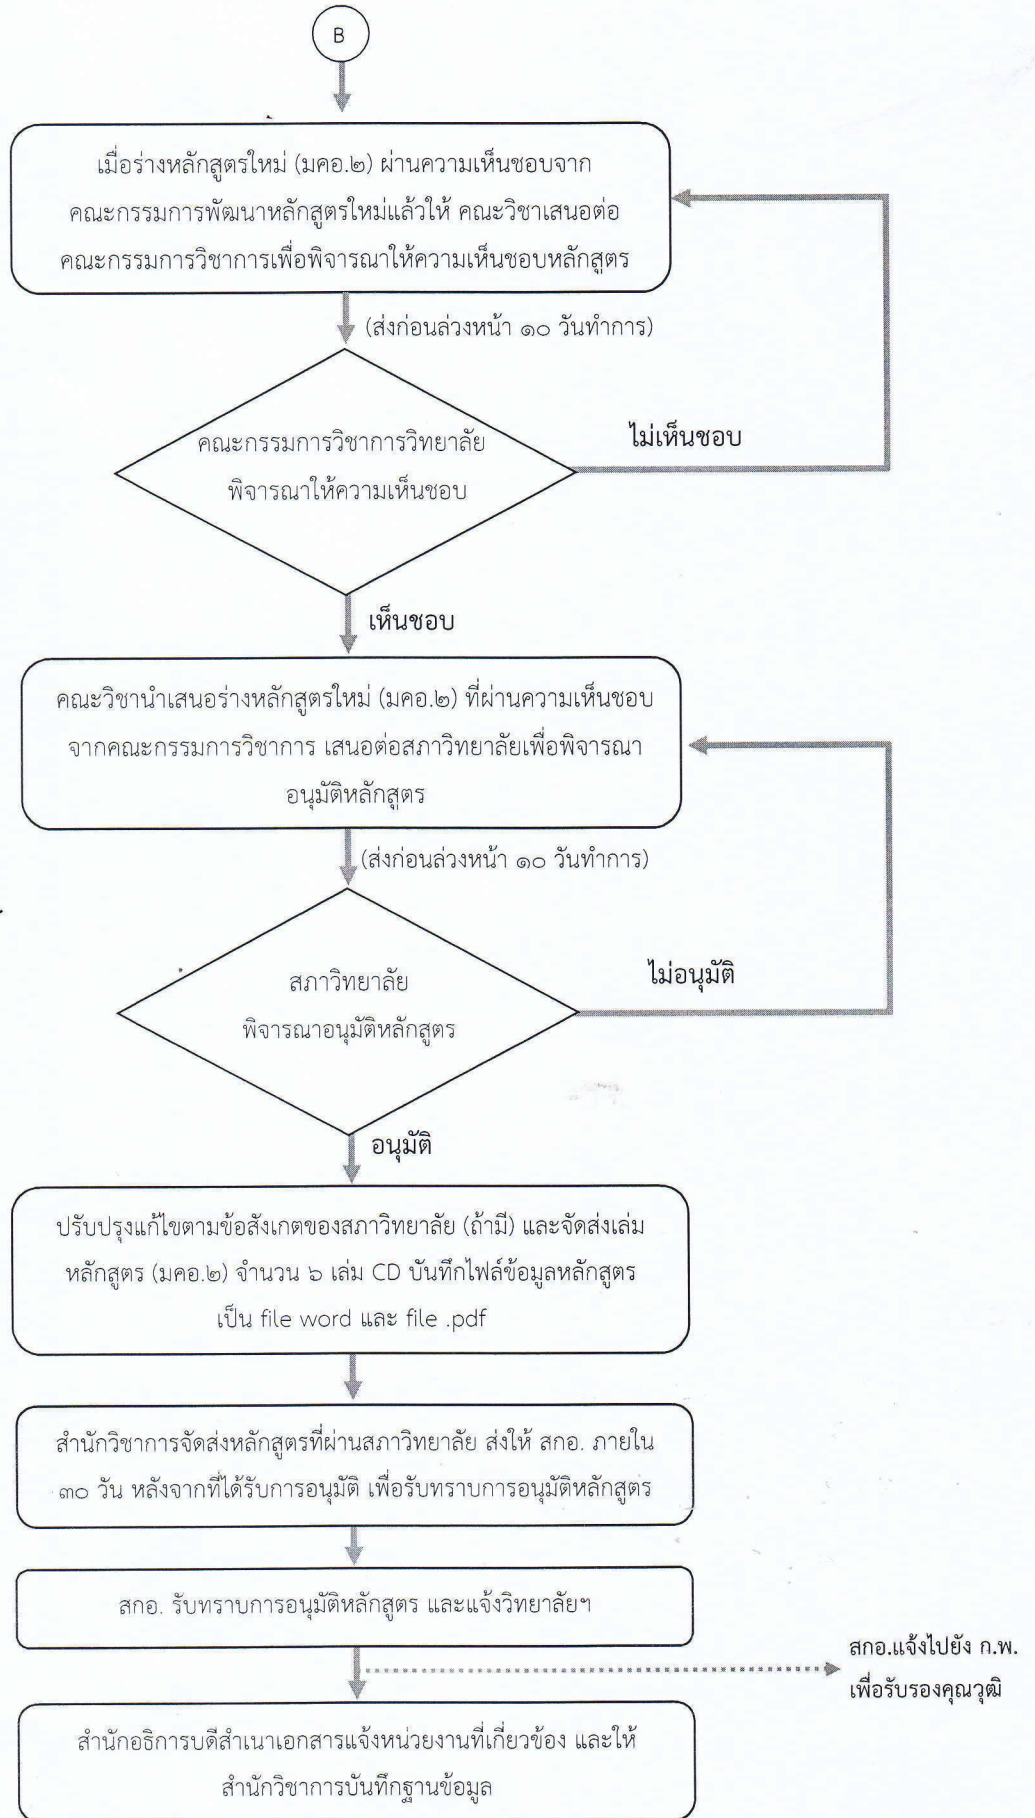 B
เมื่อร่างหลักสูตรใหม่ (มคอ.๒) ผ่านความเห็นชอบจาก
คณะกรรมการพัฒนาหลักสูตรใหม่แล้วให้ คณะวิชาเสนอต่อ
คณะกรรมการวิชาการเพื่อพิจารณาให้ความเห็นชอบหลักสูตร
(ส่งก่อนล่วงหน้า ๑๐ วันทำการ)
คณะกรรมการวิชาการวิทยาลัย
พิจารณาให้ความเห็นชอบ
ไม่เห็นชอบ
เห็นชอบ
คณะวิชานำเสนอร่างหลักสูตรใหม่ (มคอ.๒) ที่ผ่านความเห็นชอบ
จากคณะกรรมการวิชาการ เสนอต่อสภาวิทยาลัยเพื่อพิจารณา
อนุมัติหลักสูตร
(ส่งก่อนล่วงหน้า ๑๐ วันทำการ)
สภาวิทยาลัย
พิจารณาอนุมัติหลักสูตร
ไม่อนุมัติ
อนุมัติ
ปรับปรุงแก้ไขตามข้อสังเกตของสภาวิทยาลัย (ถ้ามี) และจัดส่งเล่ม
หลักสูตร (มคอ.๒) จำนวน ๖ เล่ม CD บันทึกไฟล์ข้อมูลหลักสูตร
เป็น file word และ file .pdf
สำนักวิชาการจัดส่งหลักสูตรที่ผ่านสภาวิทยาลัย ส่งให้ สกอ. ภายใน
๓๐ วัน หลังจากที่ได้รับการอนุมัติ เพื่อรับทราบการอนุมัติหลักสูตร
สกอ. รับทราบการอนุมัติหลักสูตร และแจ้งวิทยาลัยฯ
สกอ.แจ้งไปยัง ก.พ.
เพื่อรับรองคุณวุฒิ
สำนักอธิการบดีสำเนาเอกสารแจ้งหน่วยงานที่เกี่ยวข้อง และให้
สำนักวิชาการบันทึกฐานข้อมูล